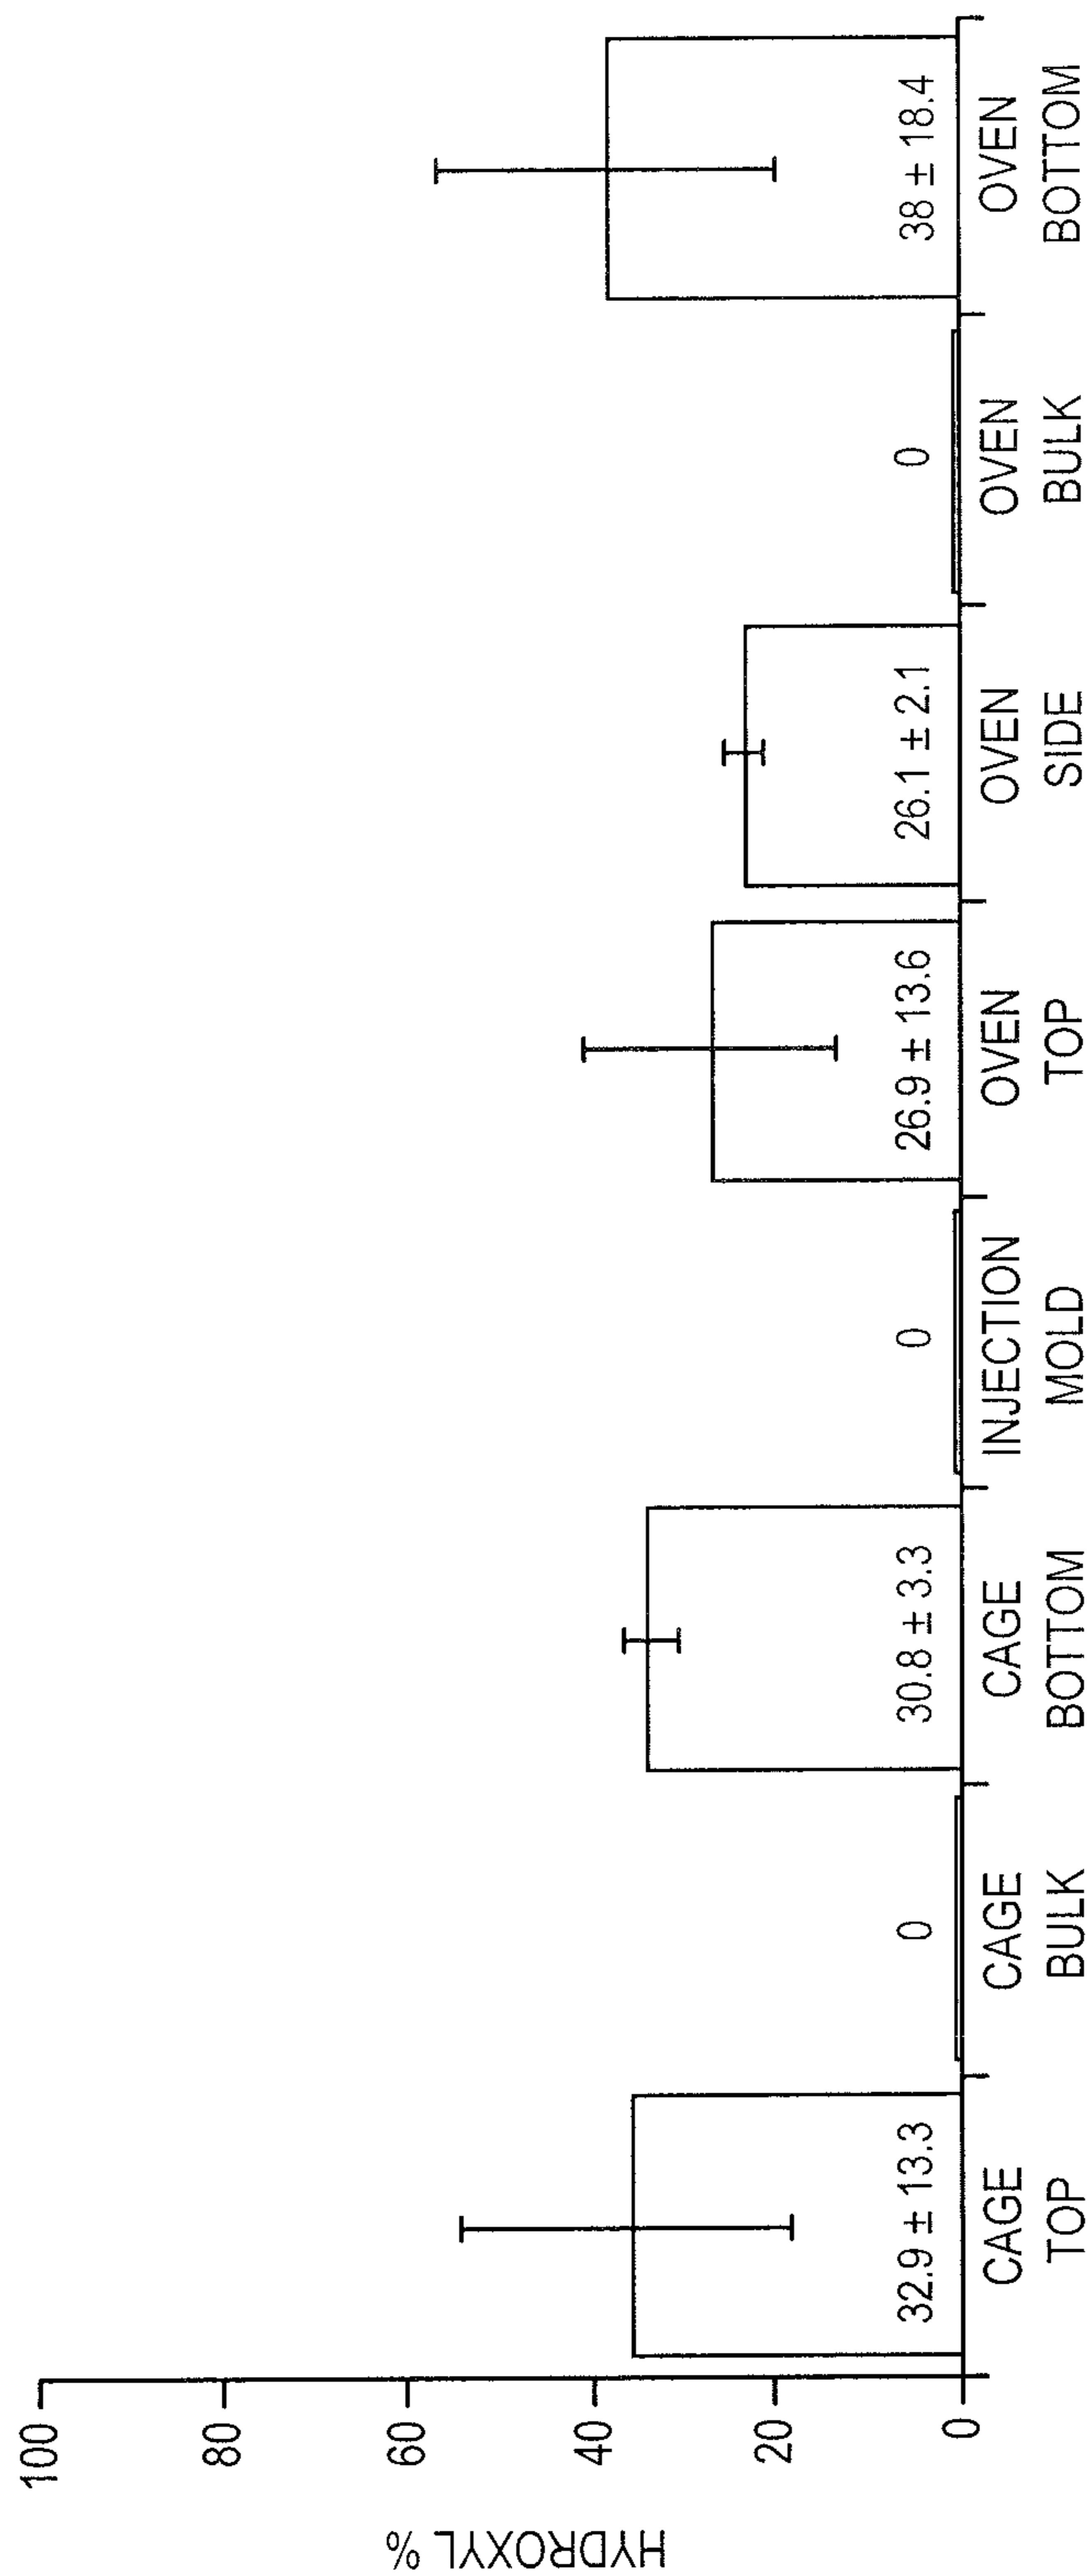 HYDROXYL %
100
80
60
40
20
0
32.9 ± 13.3
0
30.8 ± 3.3
0
26.9 ± 13.6
26.1 ± 2.1
0
38 ± 18.4
CAGE TOP
CAGE BULK
CAGE BOTTOM
INJECTION MOLD
OVEN TOP
OVEN SIDE
OVEN BULK
OVEN BOTTOM